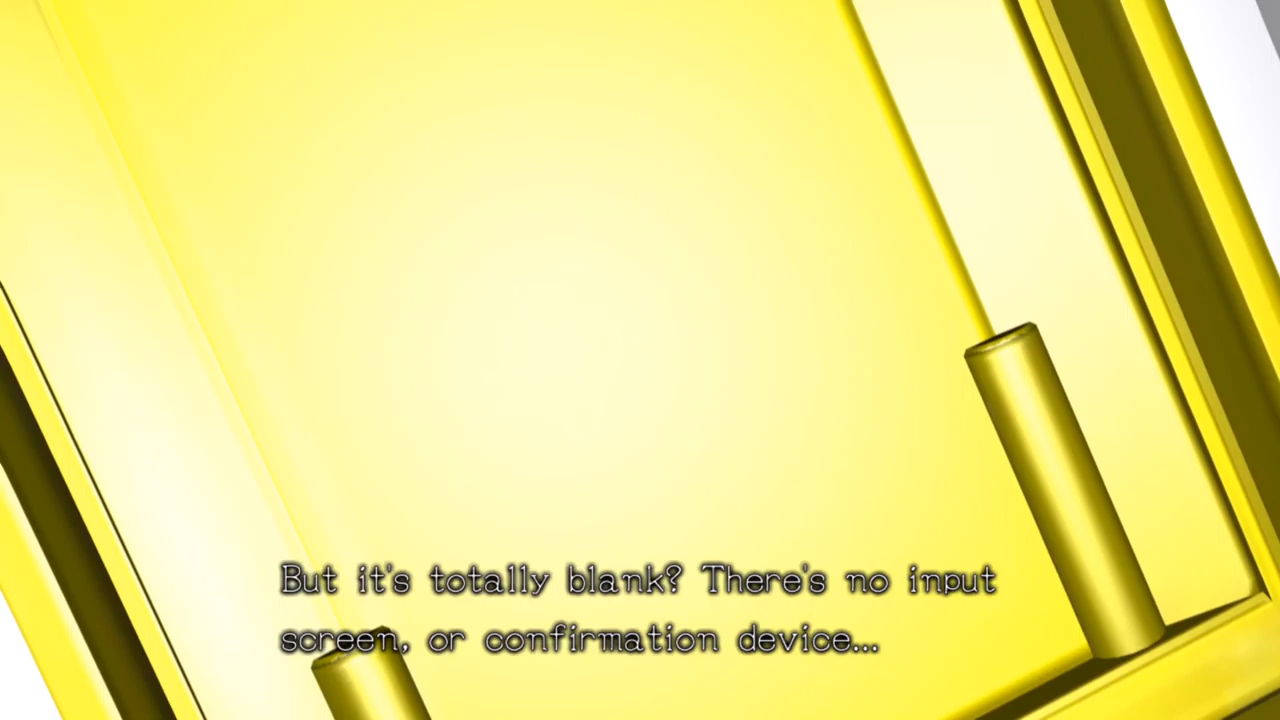 But it's totally blank? There's no input
screen, or confirmation device...